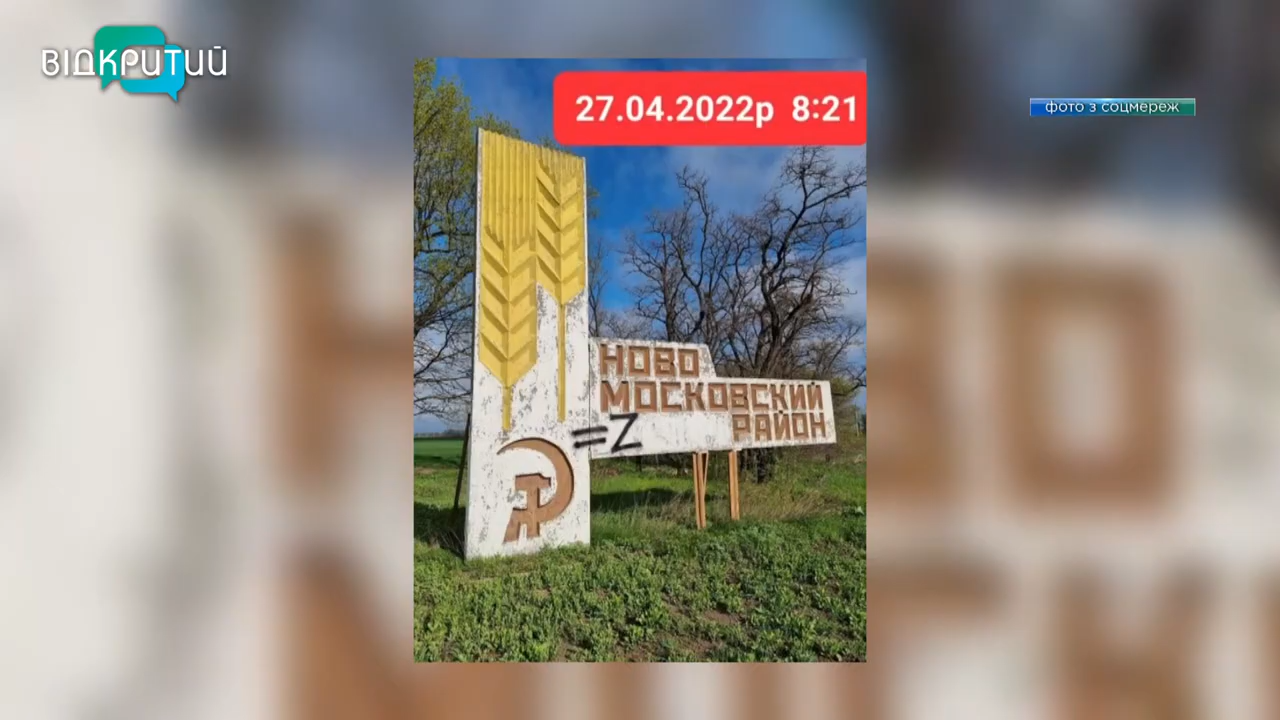 ВІДКРИТИЙ
фото з соцмереж
27.04.2022р 8:21
НОВО
МОСКОВСКИЙ
РАЙОН
=Z